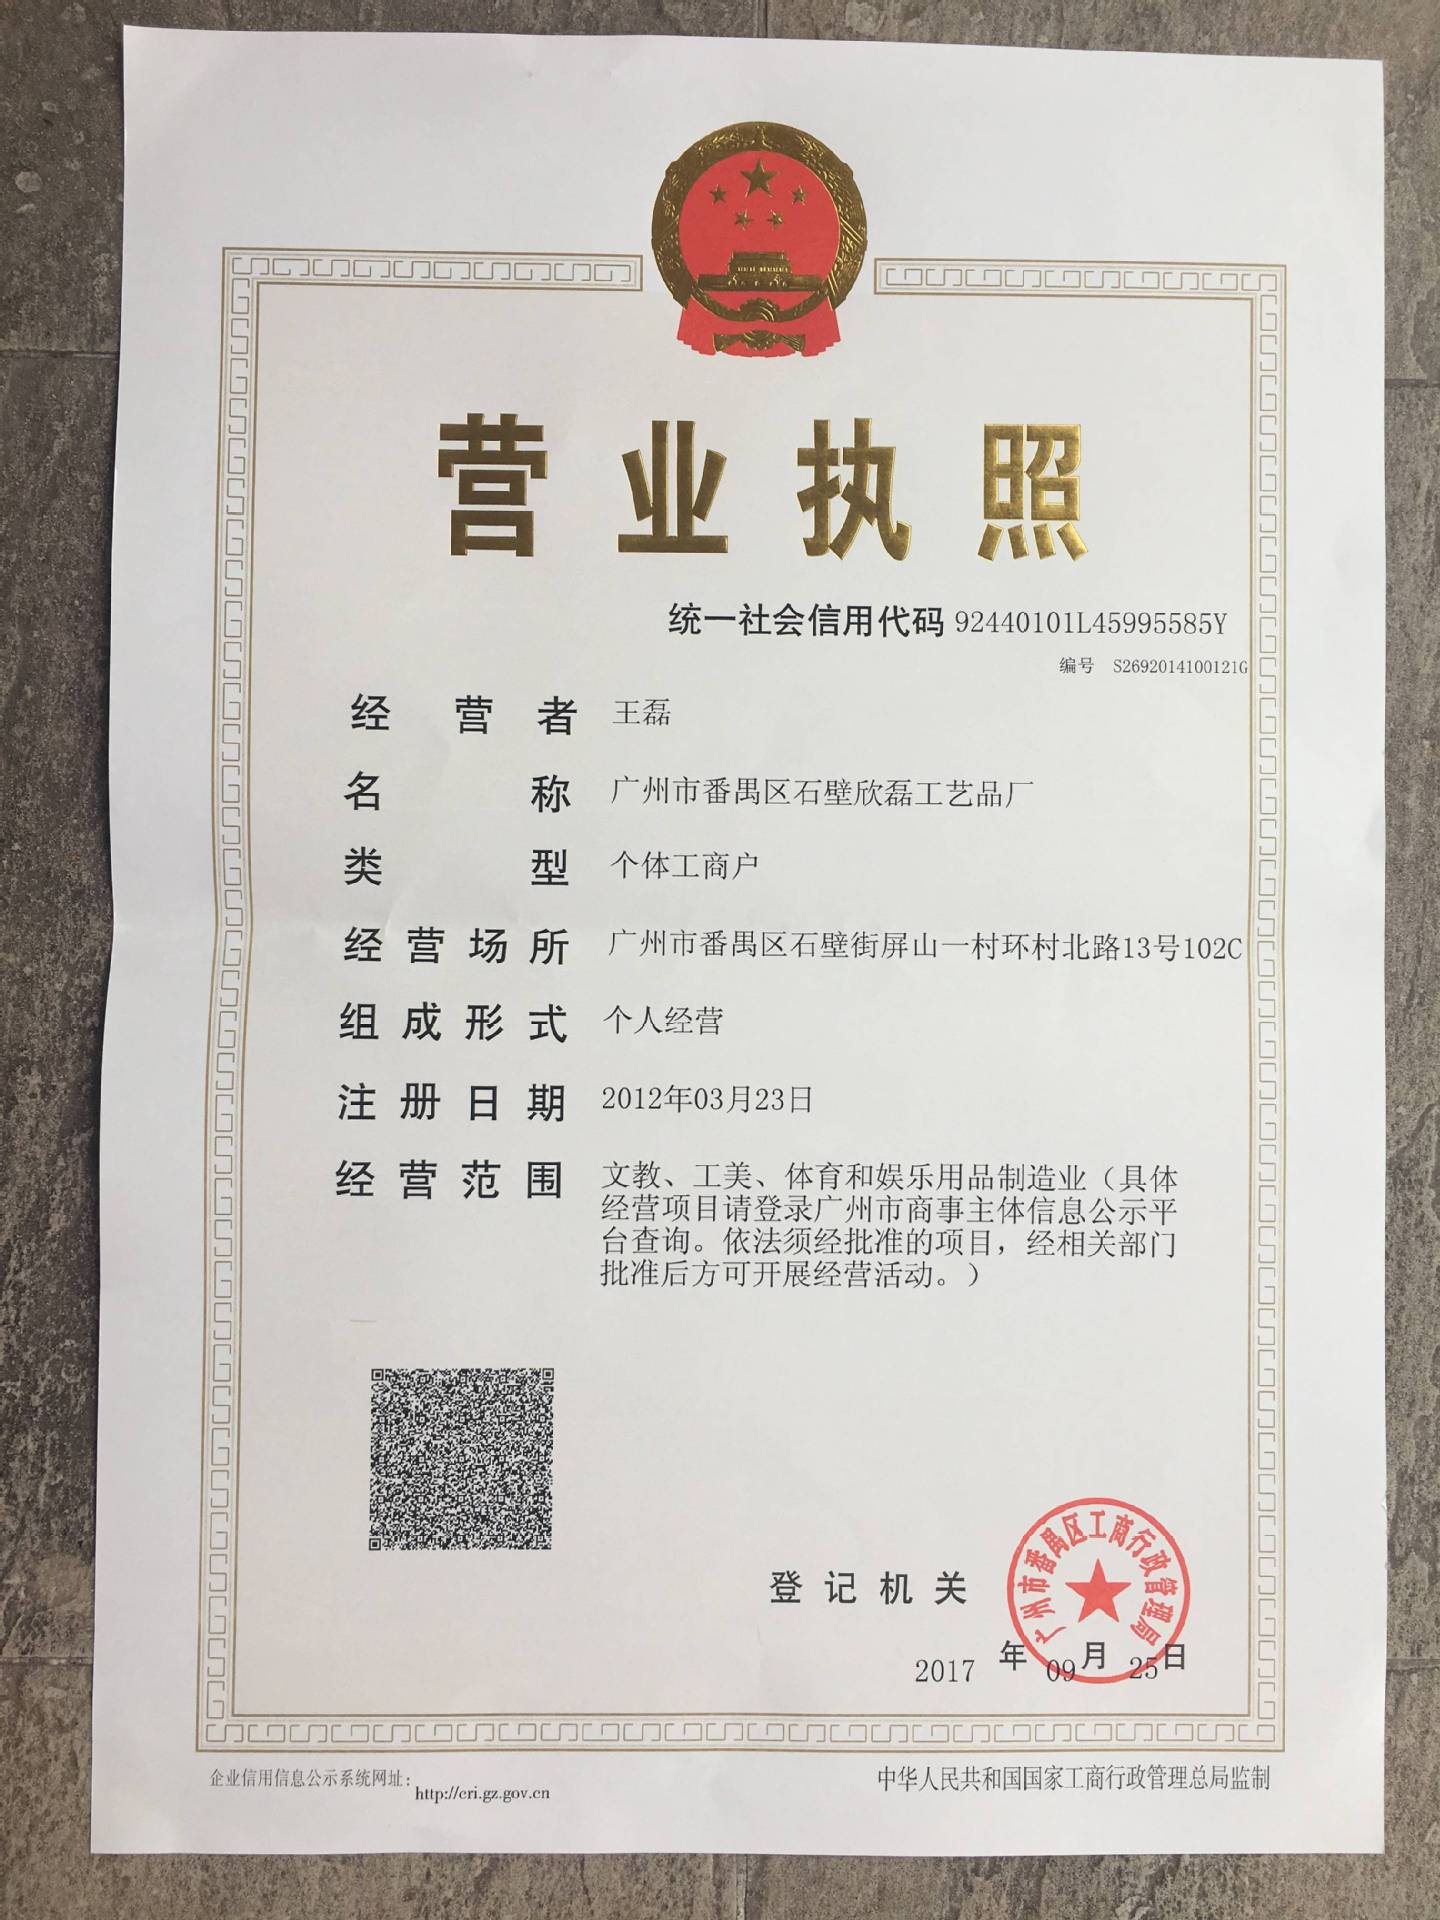 营业执照
统一社会信用代码 92440101L45995585Y
编号 S2692014100121G
经营者 王磊
名称 广州市番禺区石壁欣磊工艺品厂
类型 个体工商户
经营场所 广州市番禺区石壁街屏山一村环村北路13号102C
组成形式 个人经营
注册日期 2012年03月23日
经营范围 文教、工美、体育和娱乐用品制造业（具体
经营项目请登录广州市商事主体信息公示平
台查询。依法须经批准的项目，经相关部门
批准后方可开展经营活动。）
登记机关
广州市番禺区工商行政管理局
2017 年 09 月 25 日
企业信用信息公示系统网址：http://cri.gz.gov.cn
中华人民共和国国家工商行政管理总局监制